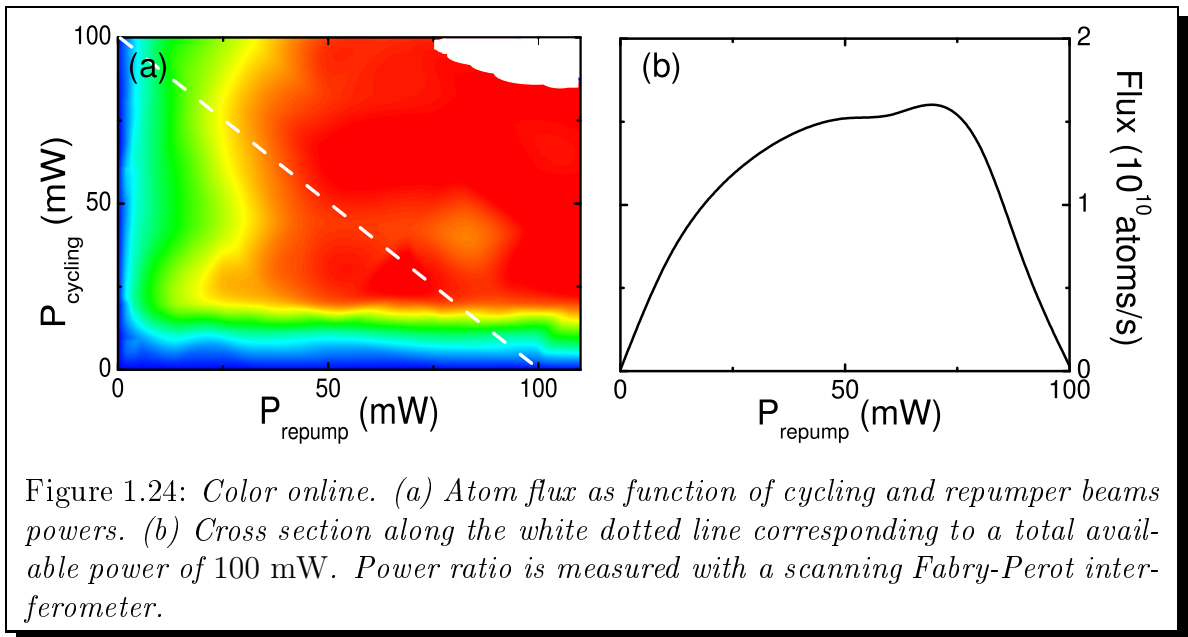 (a)
100
50
0
P cycling (mW)
0 50 100
P repump (mW)
(b)
2
1
0
Flux (10^10 atoms/s)
0 50 100
P repump (mW)
Figure 1.24: Color online. (a) Atom flux as function of cycling and repumper beams
powers. (b) Cross section along the white dotted line corresponding to a total avail-
able power of 100 mW. Power ratio is measured with a scanning Fabry-Perot inter-
ferometer.